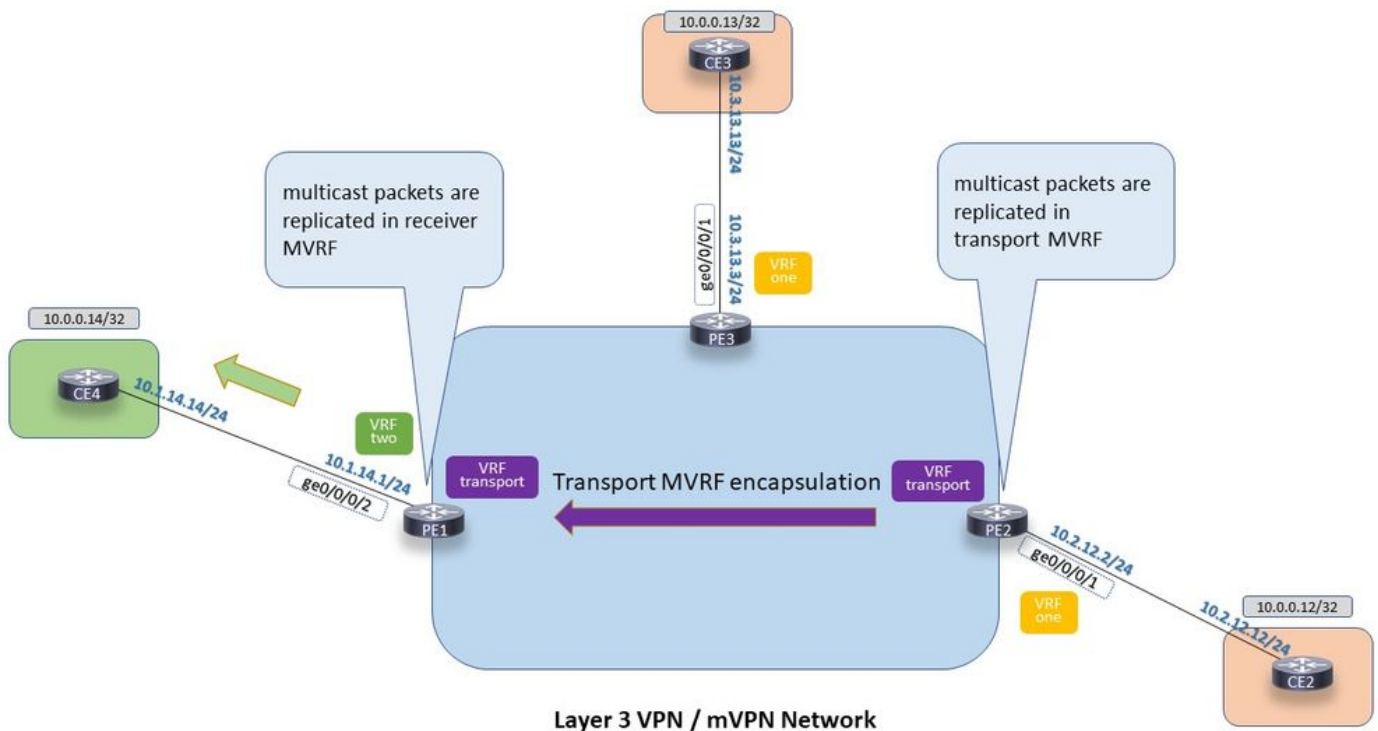 10.0.0.13/32
CE3
10.3.13.13/24
multicast packets are
replicated in receiver
MVRF
multicast packets are
replicated in
transport MVRF
ge0/0/0/1
10.3.13.3/24
VRF
one
PE3
10.0.0.14/32
CE4
10.1.14.14/24
VRF
two
10.1.14.1/24
ge0/0/0/2
VRF
transport
PE1
Transport MVRF encapsulation
VRF
transport
PE2
10.2.12.2/24
ge0/0/0/1
VRF
one
10.0.0.12/32
10.2.12.12/24
CE2
Layer 3 VPN / mVPN Network